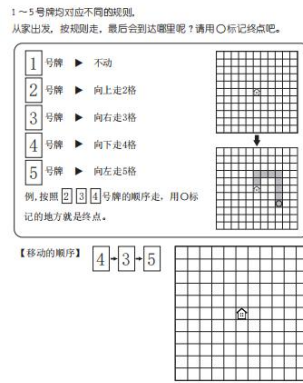 1～5号牌均对应不同的规则,
从家出发, 按规则走, 最后会到达哪里呢？请用〇标记终点吧。
1 号牌 ▶ 不动
2 号牌 ▶ 向上走2格
3 号牌 ▶ 向右走3格
4 号牌 ▶ 向下走4格
5 号牌 ▶ 向左走5格
例, 按照 2 3 4 号牌的顺序走, 用〇标
记的地方就是终点。
【移动的顺序】 4 3 5